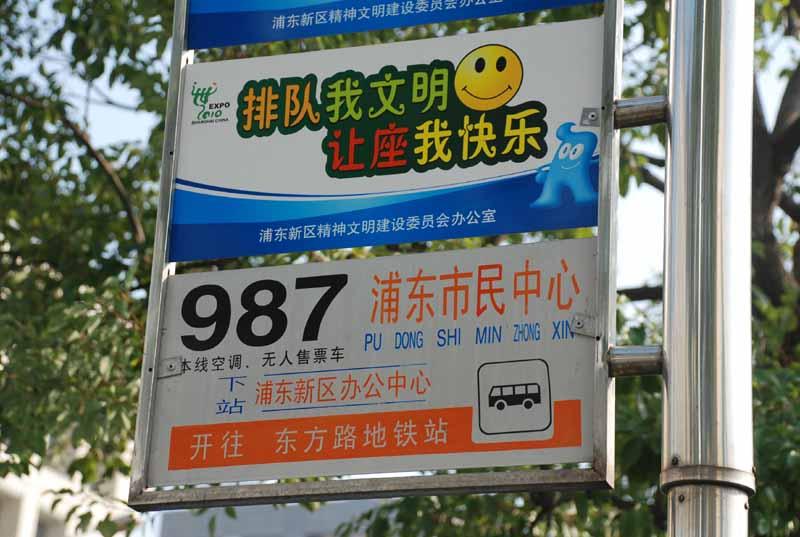 浦东新区精神文明建设委员会办公室
EXPO
2010
SHANGHAI CHINA
排队我文明
让座我快乐
浦东新区精神文明建设委员会办公室
987
浦东市民中心
PU DONG SHI MIN ZHONG XIN
本线空调、无人售票车
下站
浦东新区办公中心
开往 东方路地铁站